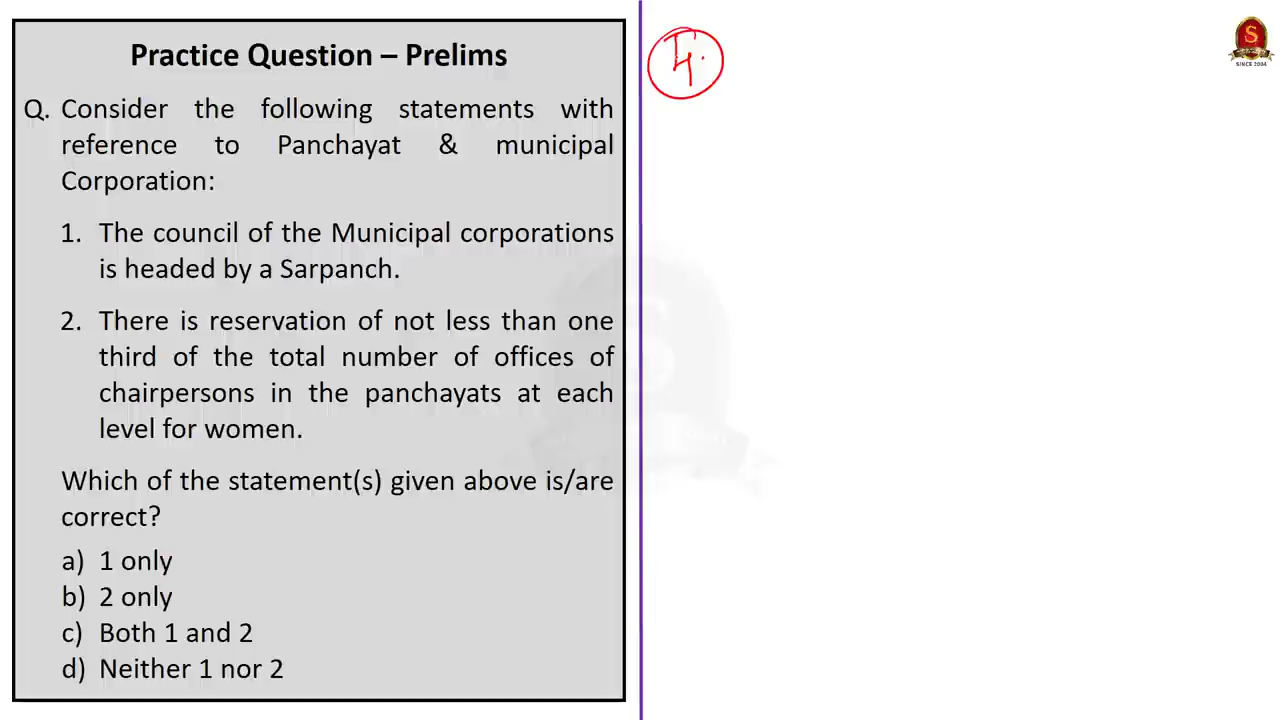 Practice Question – Prelims
Q. Consider the following statements with
reference to Panchayat & municipal
Corporation:
1. The council of the Municipal corporations
is headed by a Sarpanch.
2. There is reservation of not less than one
third of the total number of offices of
chairpersons in the panchayats at each
level for women.
Which of the statement(s) given above is/are
correct?
a) 1 only
b) 2 only
c) Both 1 and 2
d) Neither 1 nor 2
S
SINCE 2004